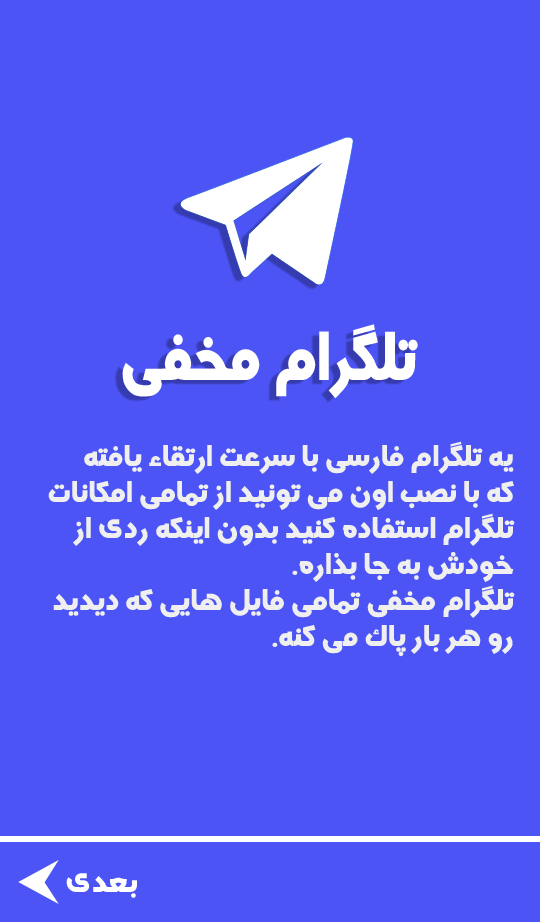 تلگرام مخفی
یه تلگرام فارسی با سرعت ارتقاء یافته
که با نصب اون می تونید از تمامی امکانات
تلگرام استفاده کنید بدون اینکه ردی از
خودش به جا بذاره.
تلگرام مخفی تمامی فایل هایی که دیدید
رو هر بار پاك می کنه.
بعدی